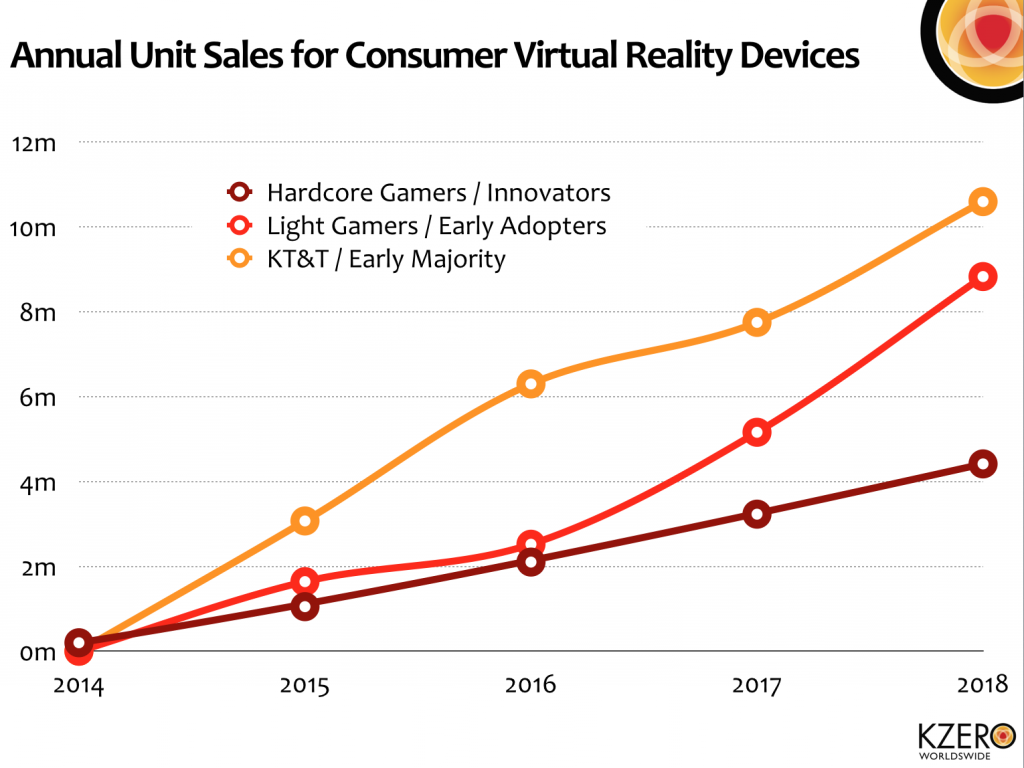 Annual Unit Sales for Consumer Virtual Reality Devices
12m
Hardcore Gamers / Innovators
10m
Light Gamers / Early Adopters
KT&T / Early Majority
8m
6m
4m
2m
0m
2014 2015 2016 2017 2018
KZERO
WORLDSWIDE